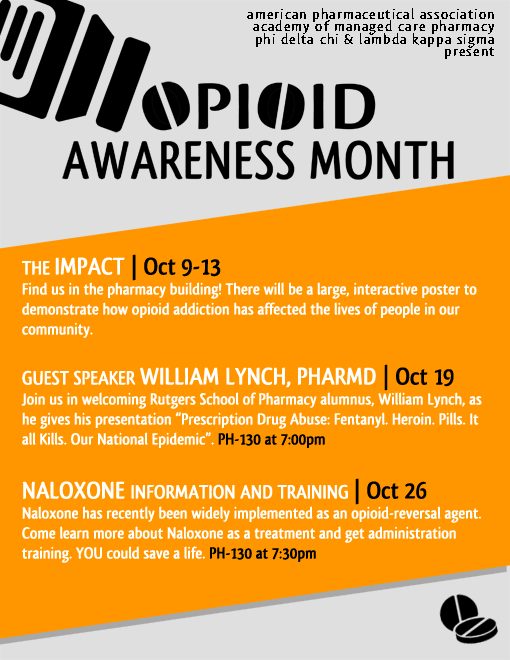 american pharmaceutical association
academy of managed care pharmacy
phi delta chi & lambda kappa sigma
present
OPIOID
AWARENESS MONTH
THE IMPACT | Oct 9-13
Find us in the pharmacy building! There will be a large, interactive poster to
demonstrate how opioid addiction has affected the lives of people in our
community.
GUEST SPEAKER WILLIAM LYNCH, PHARMD | Oct 19
Join us in welcoming Rutgers School of Pharmacy alumnus, William Lynch, as
he gives his presentation “Prescription Drug Abuse: Fentanyl. Heroin. Pills. It
all Kills. Our National Epidemic”. PH-130 at 7:00pm
NALOXONE INFORMATION AND TRAINING | Oct 26
Naloxone has recently been widely implemented as an opioid-reversal agent.
Come learn more about Naloxone as a treatment and get administration
training. YOU could save a life. PH-130 at 7:30pm